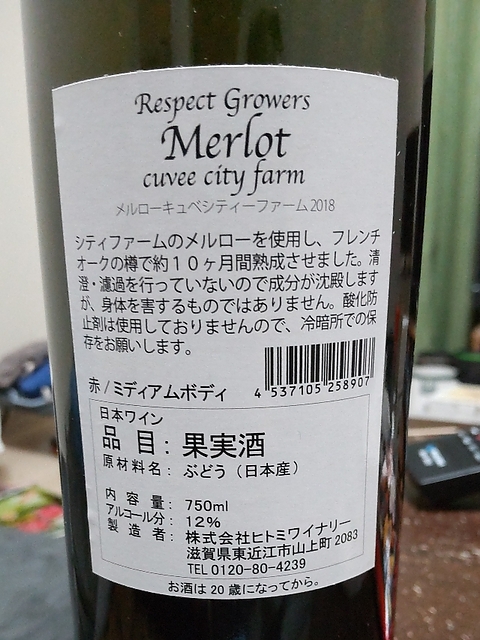 Respect Growers
Merlot
cuvee city farm
メルローキュベシティーファーム2018
シティファームのメルローを使用し、フレンチ
オークの樽で約10ヶ月間熟成させました。清
澄・濾過を行っていないので成分が沈殿します
が、身体を害するものではありません。酸化防
止剤は使用しておりませんので、冷暗所での保
存をお願いします。
赤/ミディアムボディ
4 537105 258907
日本ワイン
品 目: 果実酒
原材料名: ぶどう(日本産)
内 容 量: 750ml
アルコール分: 12%
製 造 者: 株式会社ヒトミワイナリー
滋賀県東近江市山上町2083
TEL 0120-80-4239
お酒は20歳になってから。